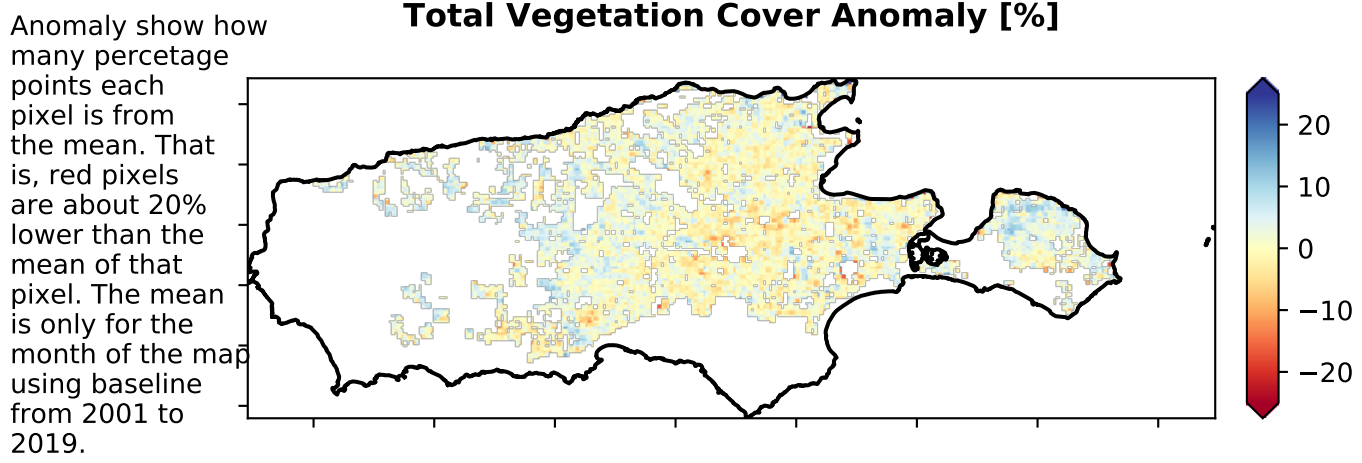 Total Vegetation Cover Anomaly [%]
Anomaly show how
many percetage
points each
pixel is from
the mean. That
is, red pixels
are about 20%
lower than the
mean of that
pixel. The mean
is only for the
month of the map
using baseline
from 2001 to
2019.
20
10
0
−10
−20